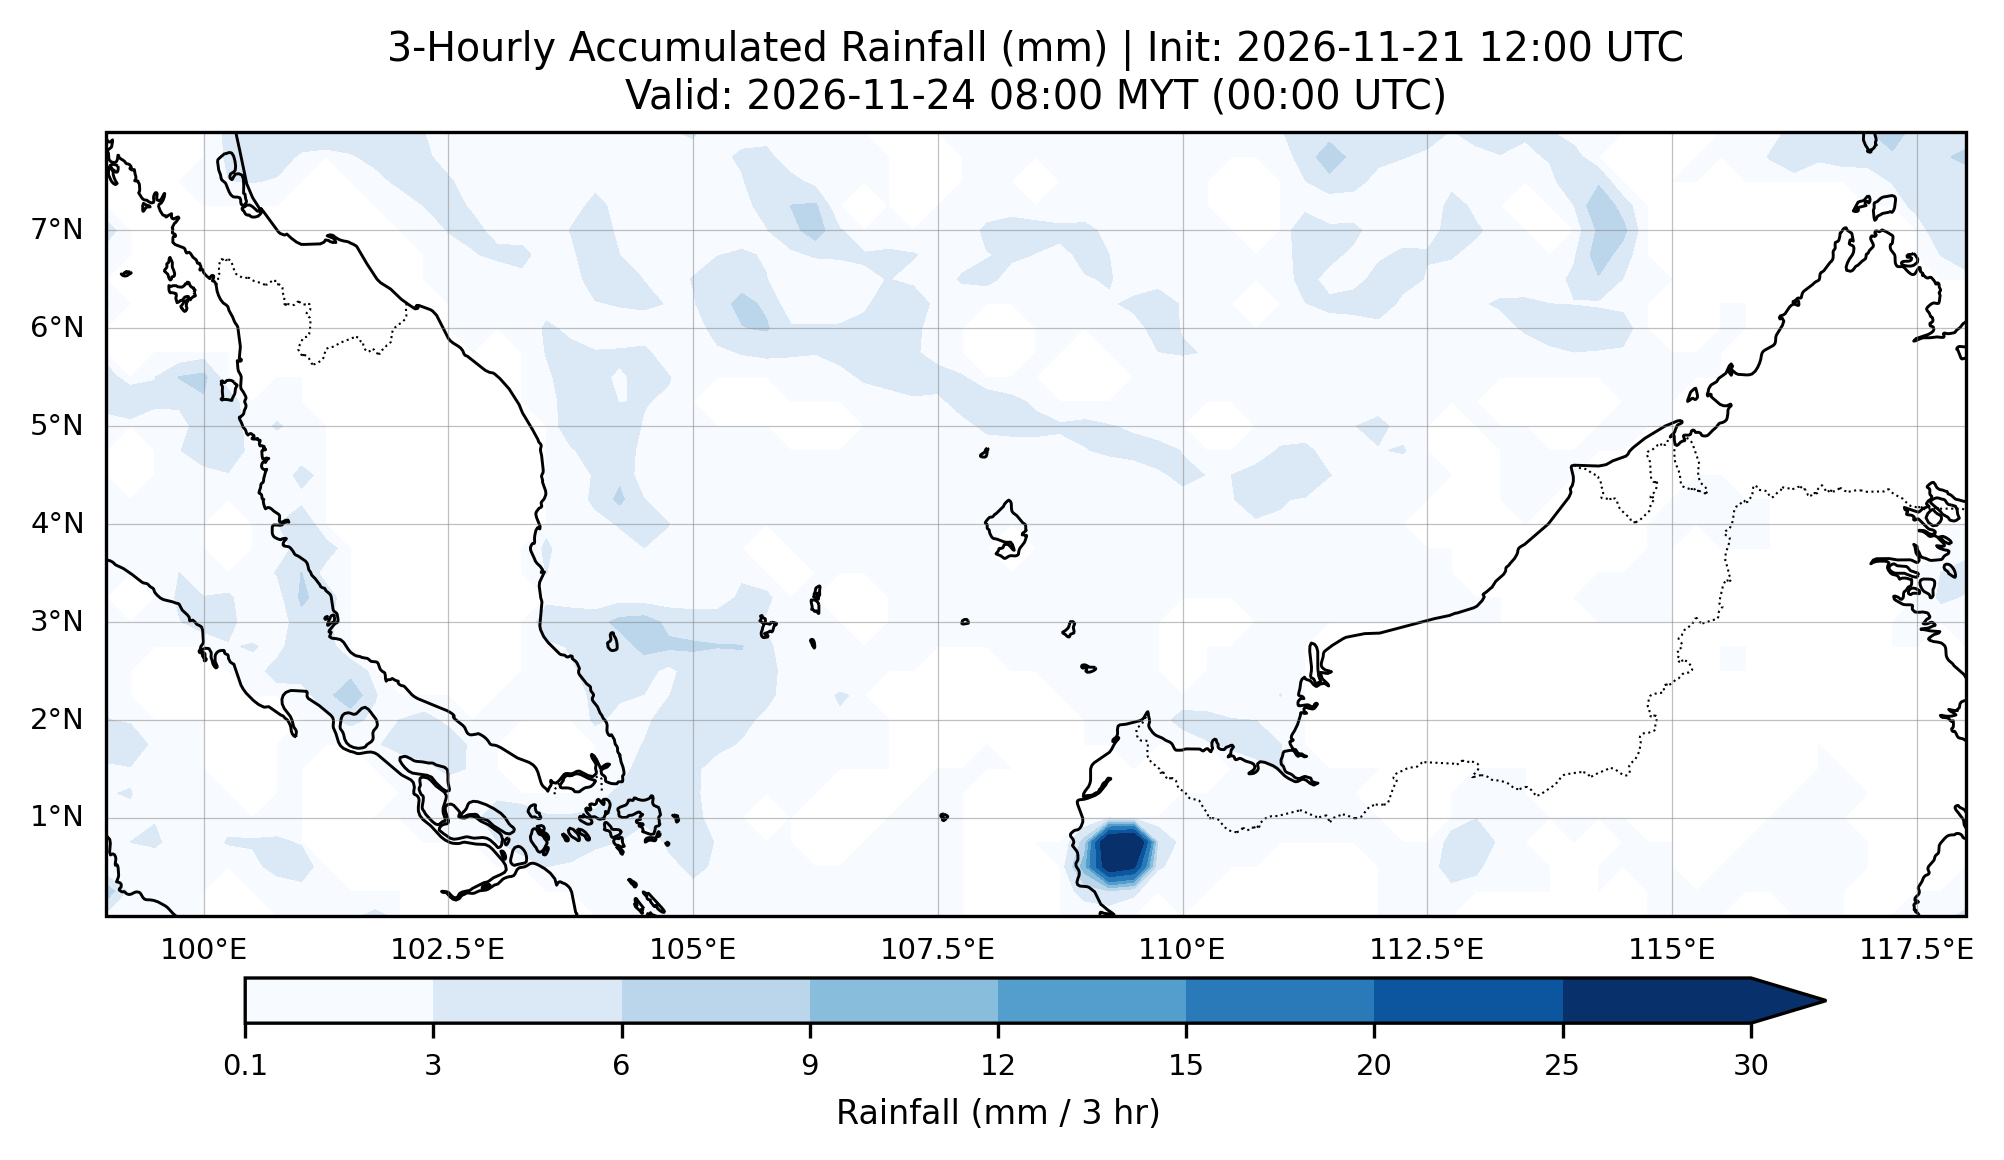 3-Hourly Accumulated Rainfall (mm) | Init: 2026-11-21 12:00 UTC
Valid: 2026-11-24 08:00 MYT (00:00 UTC)
7°N
6°N
5°N
4°N
3°N
2°N
1°N
100°E 102.5°E 105°E 107.5°E 110°E 112.5°E 115°E 117.5°E
0.1 3 6 9 12 15 20 25 30
Rainfall (mm / 3 hr)